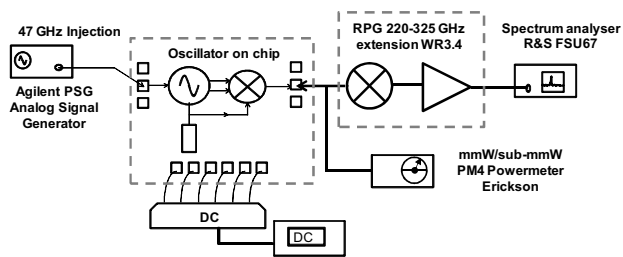 47 GHz Injection
Agilent PSG
Analog Signal
Generator
Oscillator on chip
RPG 220-325 GHz
extension WR3.4
Spectrum analyser
R&S FSU67
mmW/sub-mmW
PM4 Powermeter
Erickson
DC
DC